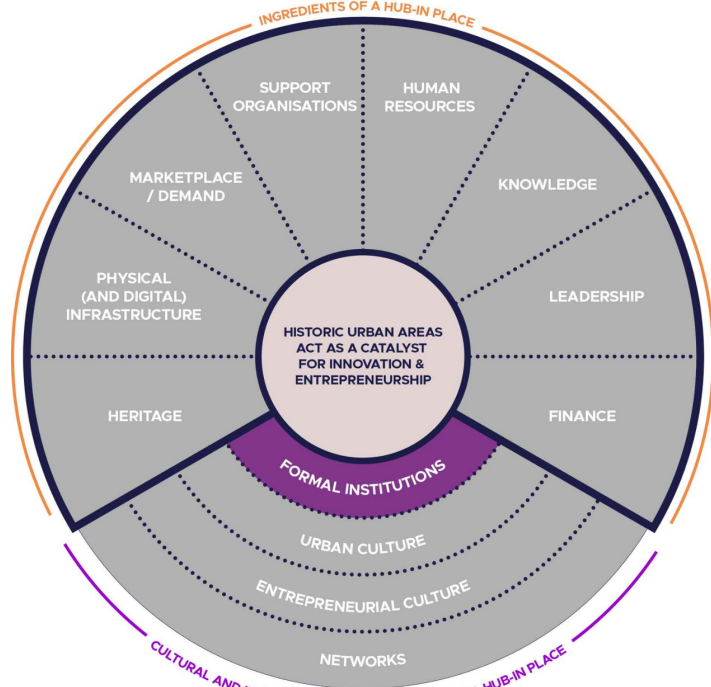 INGREDIENTS OF A HUB-IN PLACE
SUPPORT
ORGANISATIONS
HUMAN
RESOURCES
MARKETPLACE
/ DEMAND
KNOWLEDGE
PHYSICAL
(AND DIGITAL)
INFRASTRUCTURE
LEADERSHIP
HISTORIC URBAN AREAS
ACT AS A CATALYST
FOR INNOVATION &
ENTREPRENEURSHIP
HERITAGE
FINANCE
FORMAL INSTITUTIONS
URBAN CULTURE
ENTREPRENEURIAL CULTURE
NETWORKS
CULTURAL AND
HUB-IN PLACE